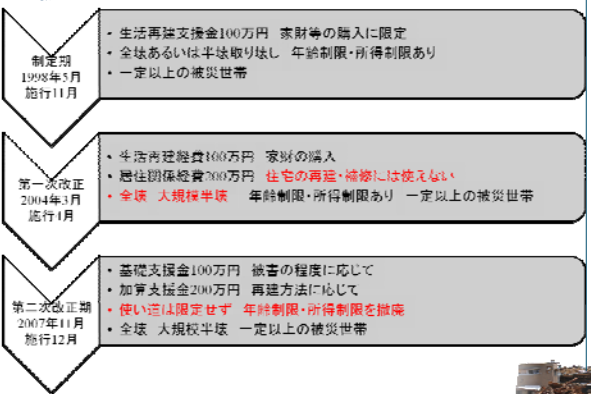 制定期
1998年5月
施行11月
・生活再建支援金100万円 家財等の購入に限定
・全壊あるいは半壊取り壊し 年齢制限・所得制限あり
・一定以上の被災世帯
第一次改正
2004年3月
施行4月
・生活再建経費100万円 家財の購入
・居住関係経費200万円 住宅の再建・補修には使えない
・全壊 大規模半壊 年齢制限・所得制限あり 一定以上の被災世帯
第二次改正期
2007年11月
施行12月
・基礎支援金100万円 被害の程度に応じて
・加算支援金200万円 再建方法に応じて
・使い道は限定せず 年齢制限・所得制限を撤廃
・全壊 大規模半壊 一定以上の被災世帯